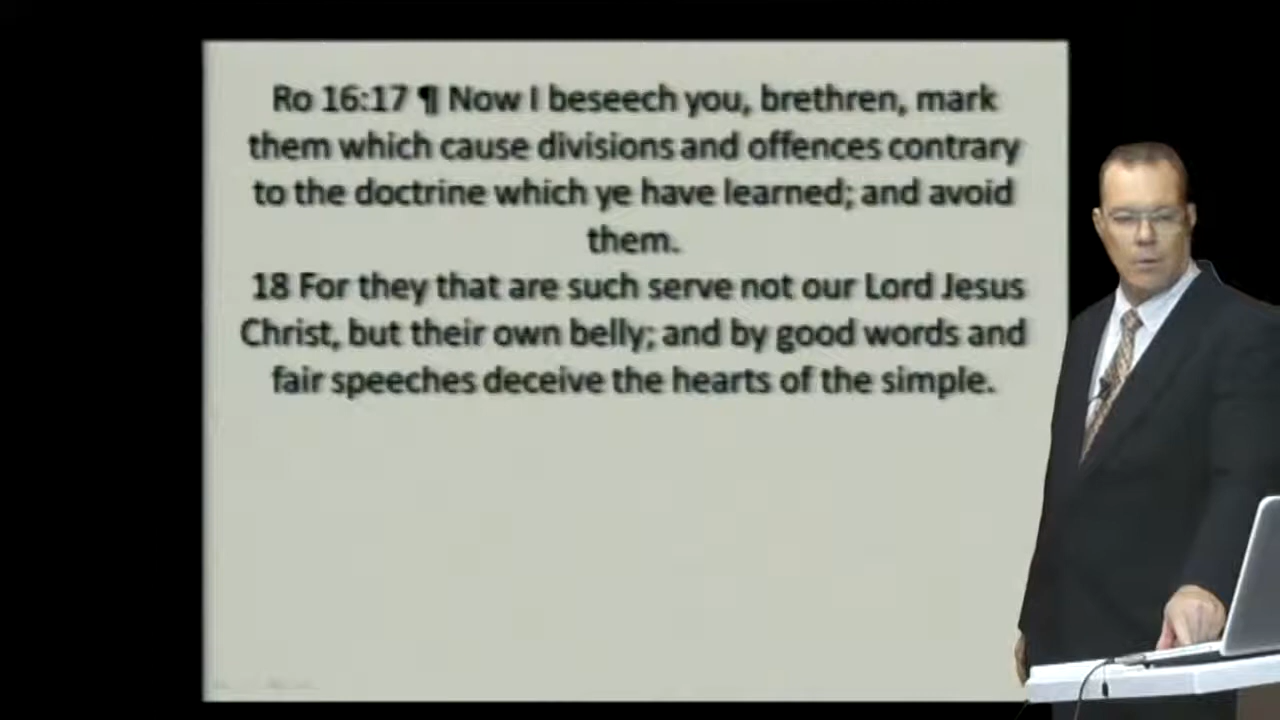 Ro 16:17 ¶ Now I beseech you, brethren, mark
them which cause divisions and offences contrary
to the doctrine which ye have learned; and avoid
them.
18 For they that are such serve not our Lord Jesus
Christ, but their own belly; and by good words and
fair speeches deceive the hearts of the simple.